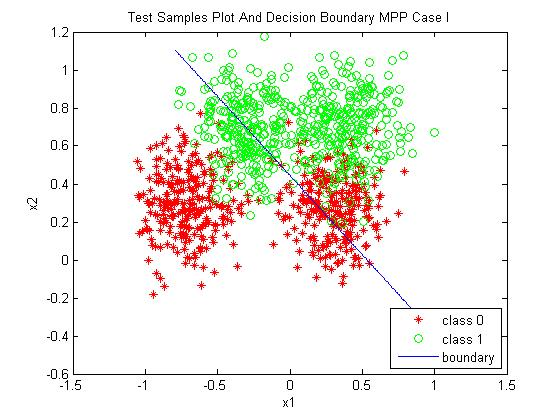 Test Samples Plot And Decision Boundary MPP Case I
1.2
1
0.8
0.6
0.4
0.2
0
-0.2
-0.4
-0.6
x2
-1.5 -1 -0.5 0 0.5 1 1.5
x1
class 0
class 1
boundary